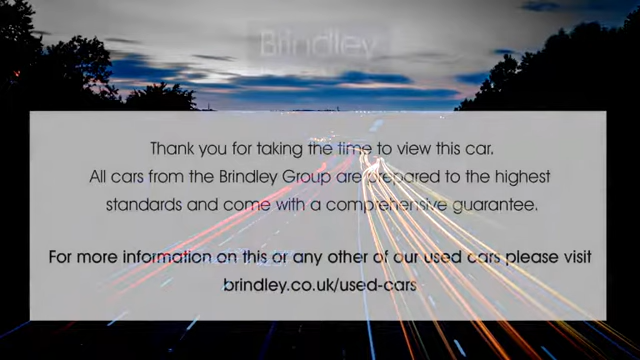 Brindley
Thank you for taking the time to view this car.
All cars from the Brindley Group are prepared to the highest
standards and come with a comprehensive guarantee.
For more information on this or any other of our used cars please visit
brindley.co.uk/used-cars